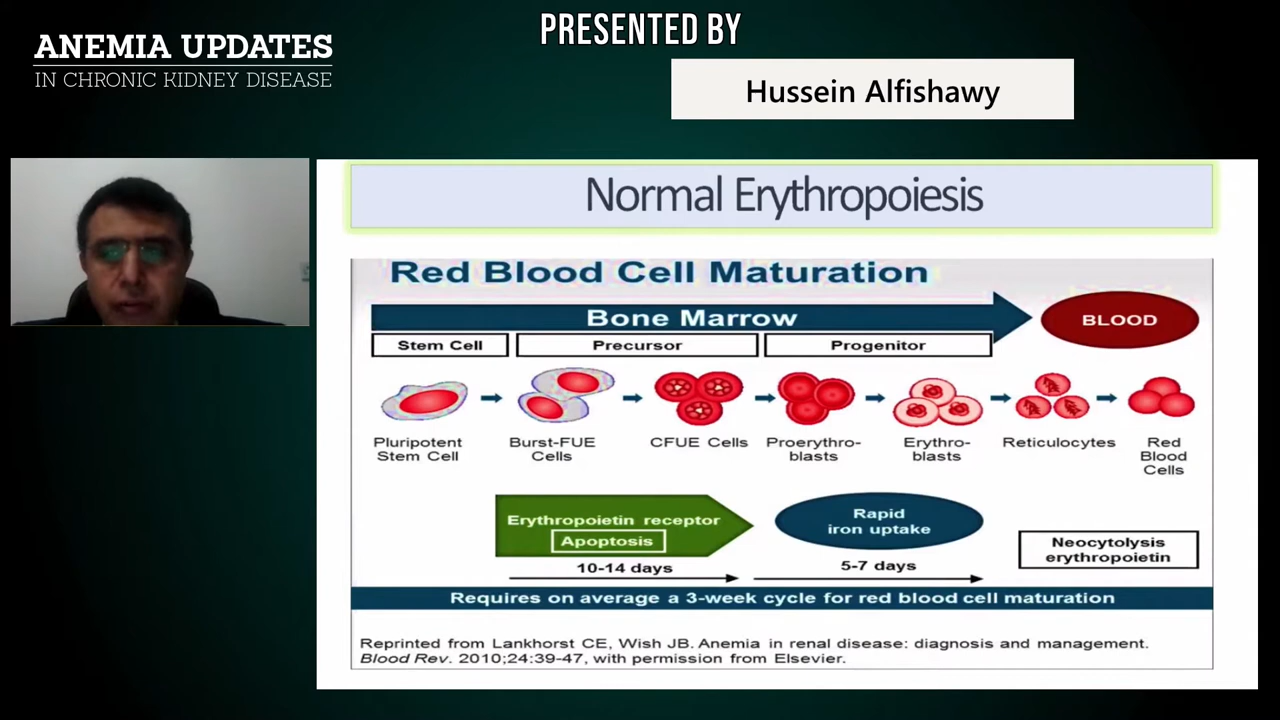 PRESENTED BY
ANEMIA UPDATES
IN CHRONIC KIDNEY DISEASE
Hussein Alfishawy
Normal Erythropoiesis
Red Blood Cell Maturation
Bone Marrow
BLOOD
Stem Cell
Precursor
Progenitor
Pluripotent
Stem Cell
Burst-FUE
Cells
CFUE Cells
Proerythro-
blasts
Erythro-
blasts
Reticulocytes
Red
Blood
Cells
Erythropoietin receptor
Apoptosis
Rapid
iron uptake
Neocytolysis
erythropoietin
10-14 days
5-7 days
Requires on average a 3-week cycle for red blood cell maturation
Reprinted from Lankhorst CE, Wish JB. Anemia in renal disease: diagnosis and management.
Blood Rev. 2010;24:39-47, with permission from Elsevier.